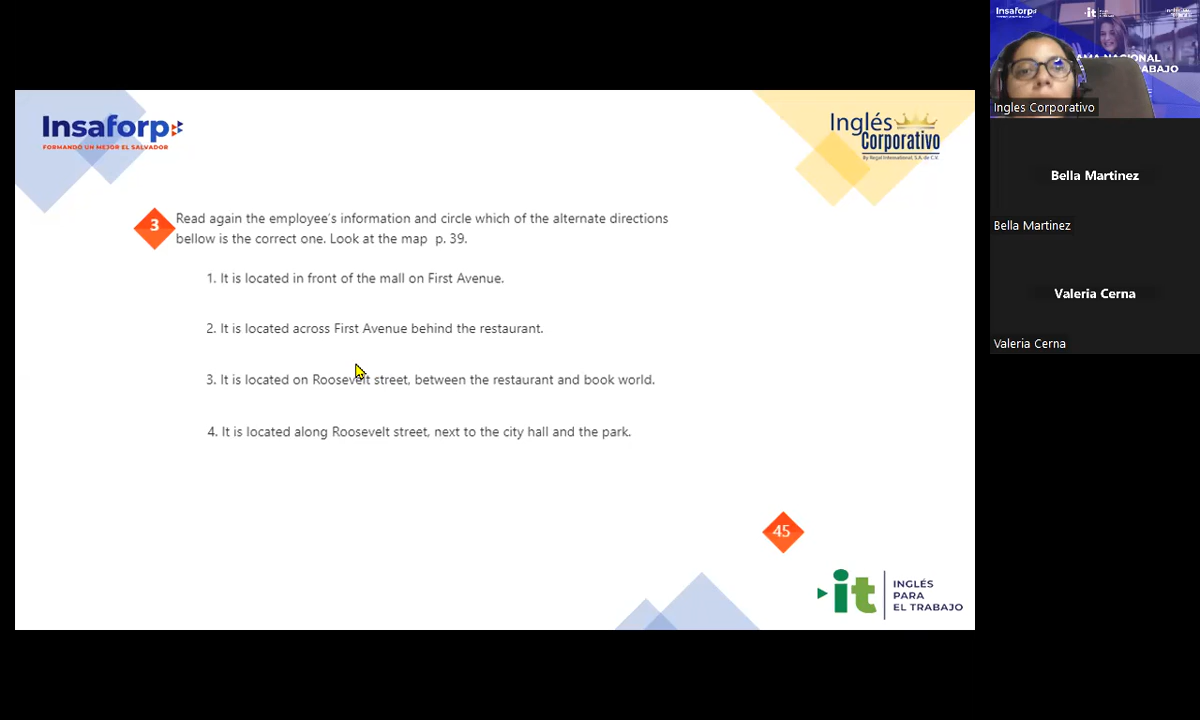 Insaforp
FORMANDO UN MEJOR EL SALVADOR
Inglés
Corporativo
By Regal International, S.A. de C.V.
3
Read again the employee's information and circle which of the alternate directions
bellow is the correct one. Look at the map p. 39.
1. It is located in front of the mall on First Avenue.
2. It is located across First Avenue behind the restaurant.
3. It is located on Roosevelt street, between the restaurant and book world.
4. It is located along Roosevelt street, next to the city hall and the park.
45
it
INGLÉS
PARA
EL TRABAJO
Insaforp
it
NACIONAL
ABAJO
Ingles Corporativo
Bella Martinez
Bella Martinez
Valeria Cerna
Valeria Cerna